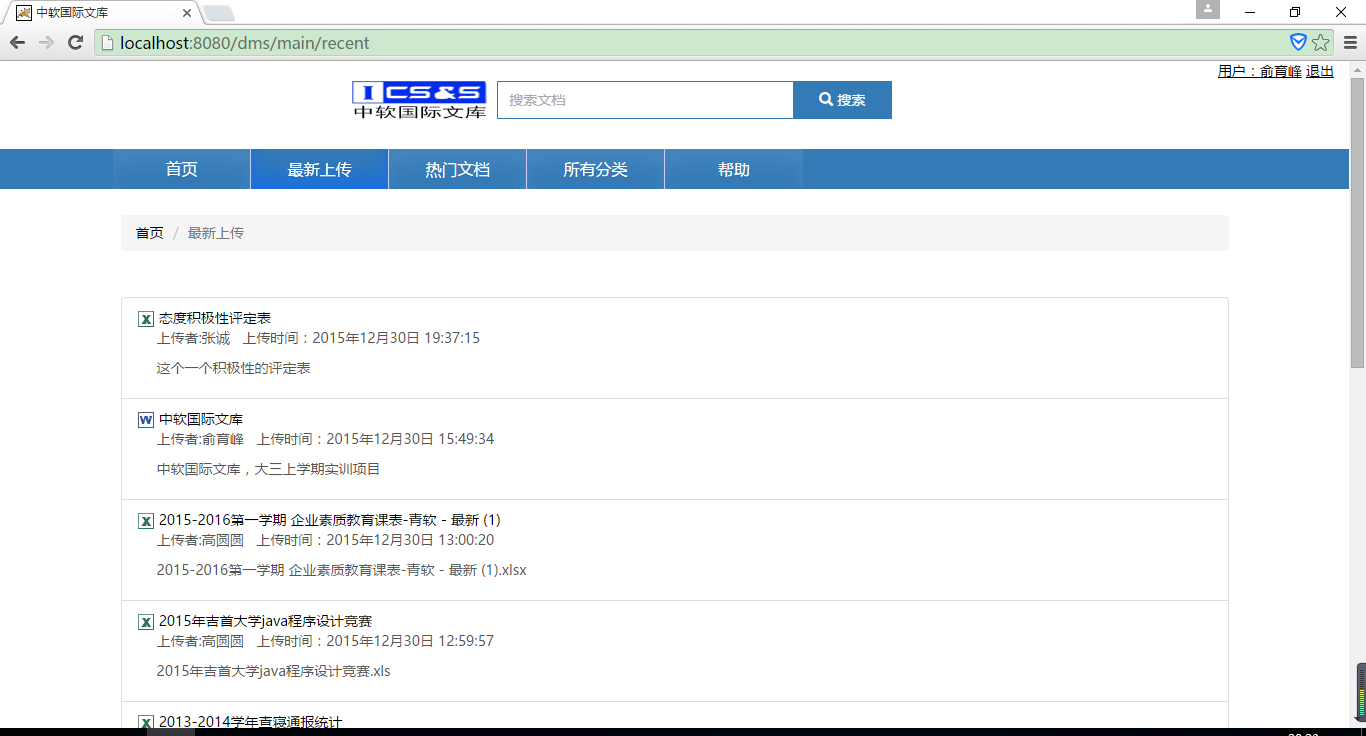 中软国际文库
localhost:8080/dms/main/recent
用户：俞育峰 退出
ICS&S
中软国际文库
搜索文档
搜索
首页 最新上传 热门文档 所有分类 帮助
首页 / 最新上传
态度积极性评定表
上传者:张诚 上传时间：2015年12月30日 19:37:15
这个一个积极性的评定表
中软国际文库
上传者:俞育峰 上传时间：2015年12月30日 15:49:34
中软国际文库，大三上学期实训项目
2015-2016第一学期 企业素质教育课表-青软 - 最新 (1)
上传者:高圆圆 上传时间：2015年12月30日 13:00:20
2015-2016第一学期 企业素质教育课表-青软 - 最新 (1).xlsx
2015年吉首大学java程序设计竞赛
上传者:高圆圆 上传时间：2015年12月30日 12:59:57
2015年吉首大学java程序设计竞赛.xls
2013-2014学年查寝通报统计